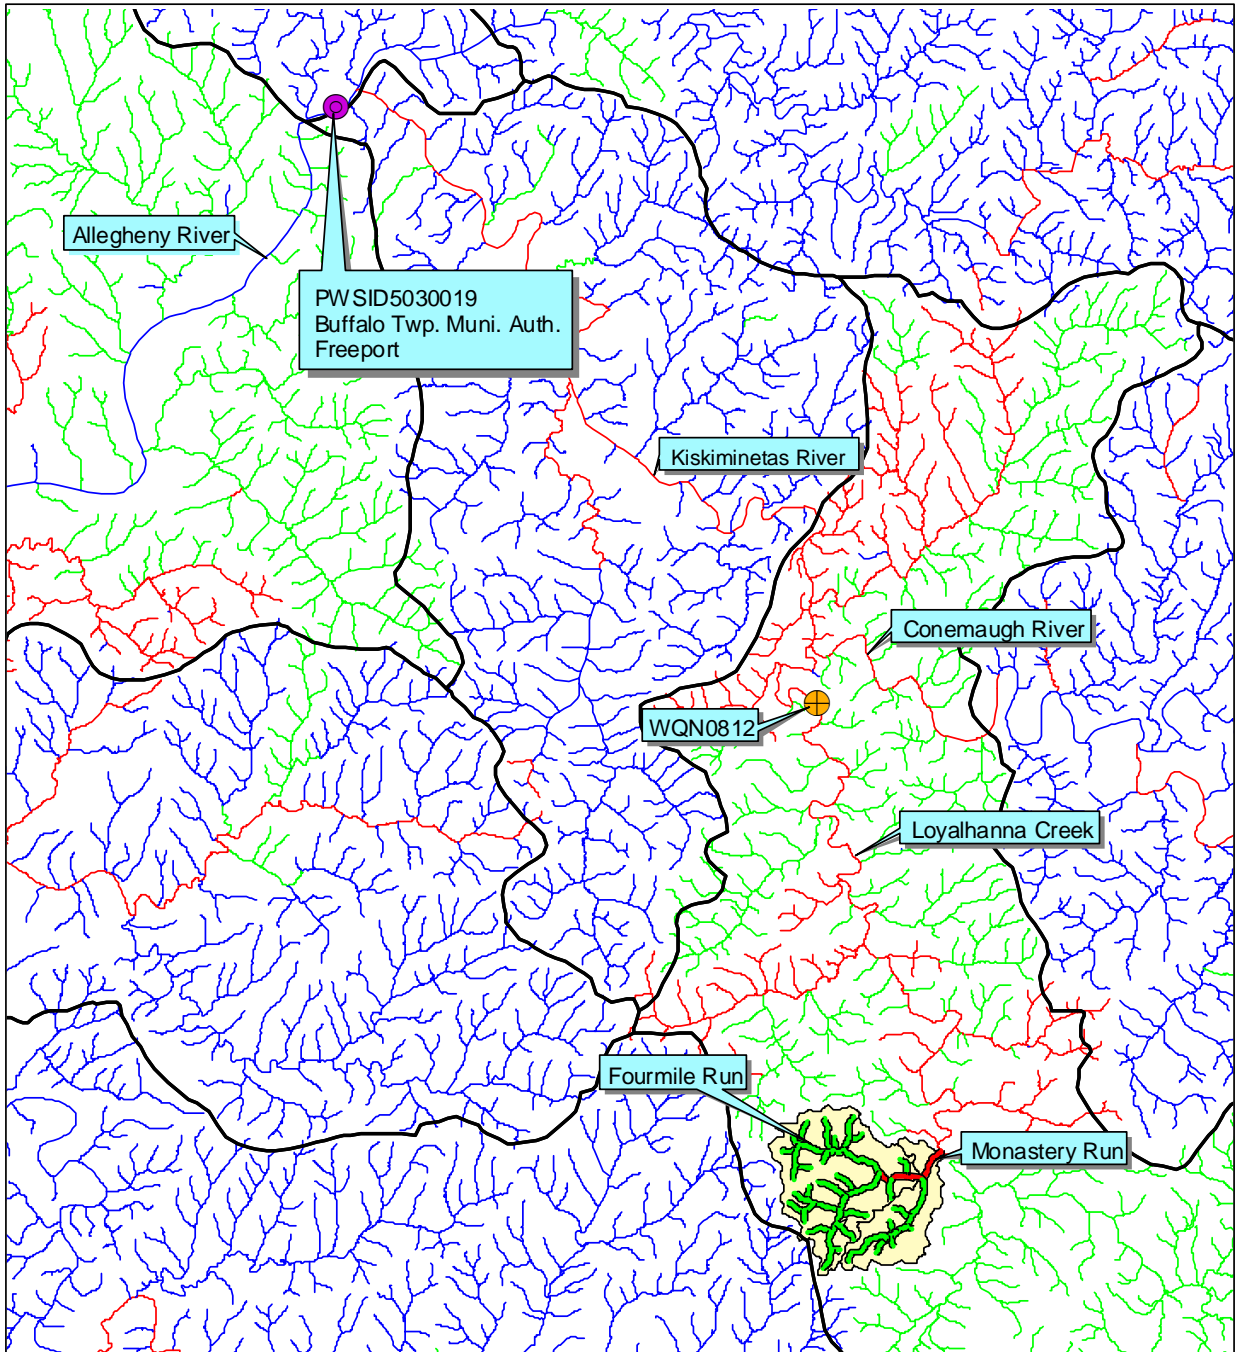 Allegheny River
PWSID5030019
Buffalo Twp. Muni. Auth.
Freeport
Kiskiminetas River
Conemaugh River
WQN0812
Loyalhanna Creek
Fourmile Run
Monastery Run